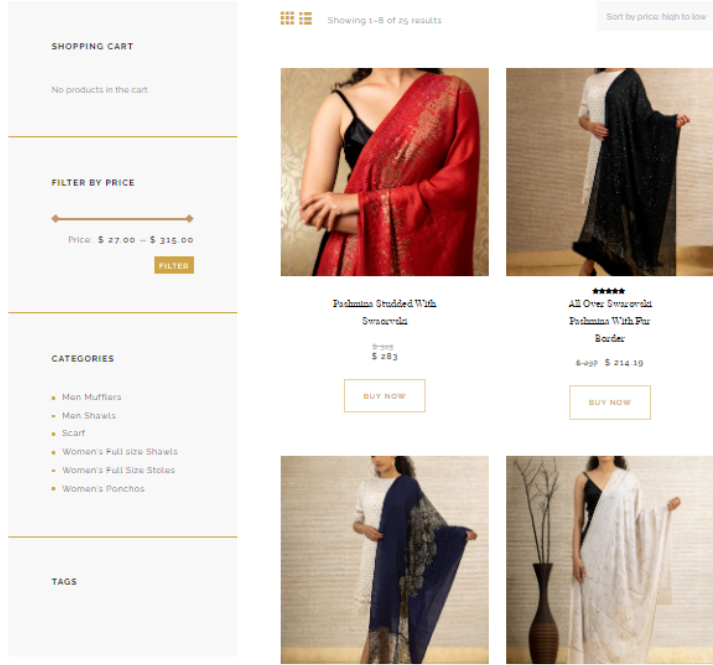 SHOPPING CART
No products in the cart.
FILTER BY PRICE
Price: $ 27.00 — $ 315.00
FILTER
CATEGORIES
Men Mufflers
Men Shawls
Scarf
Women's Full size Shawls
Women's Full Size Stoles
Women's Ponchos
TAGS
Showing 1–8 of 25 results
Sort by price: high to low
Pashmina Studded With
Swaorvski
$ 315
$ 283
BUY NOW
All Over Swarovski
Pashmina With Fur
Border
$ 237 $ 214.19
BUY NOW